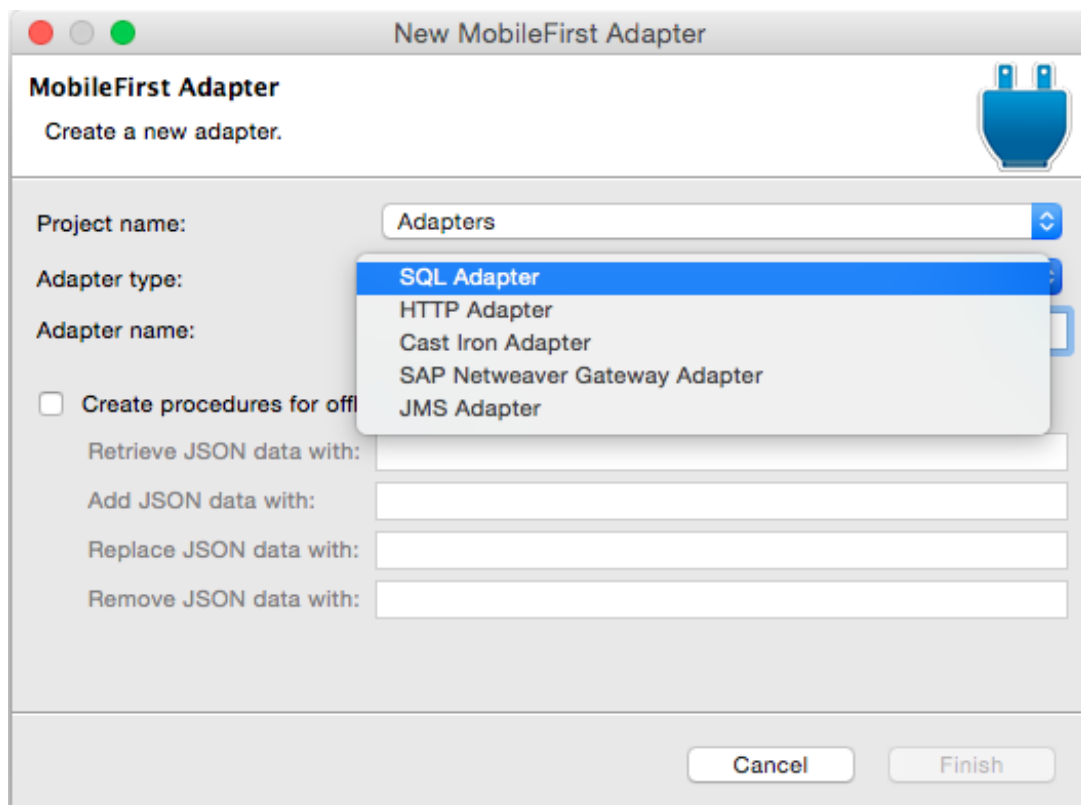 New MobileFirst Adapter
MobileFirst Adapter
Create a new adapter.
Project name:
Adapters
Adapter type:
SQL Adapter
HTTP Adapter
Adapter name:
Cast Iron Adapter
SAP Netweaver Gateway Adapter
JMS Adapter
Create procedures for offl
Retrieve JSON data with:
Add JSON data with:
Replace JSON data with:
Remove JSON data with:
Cancel
Finish